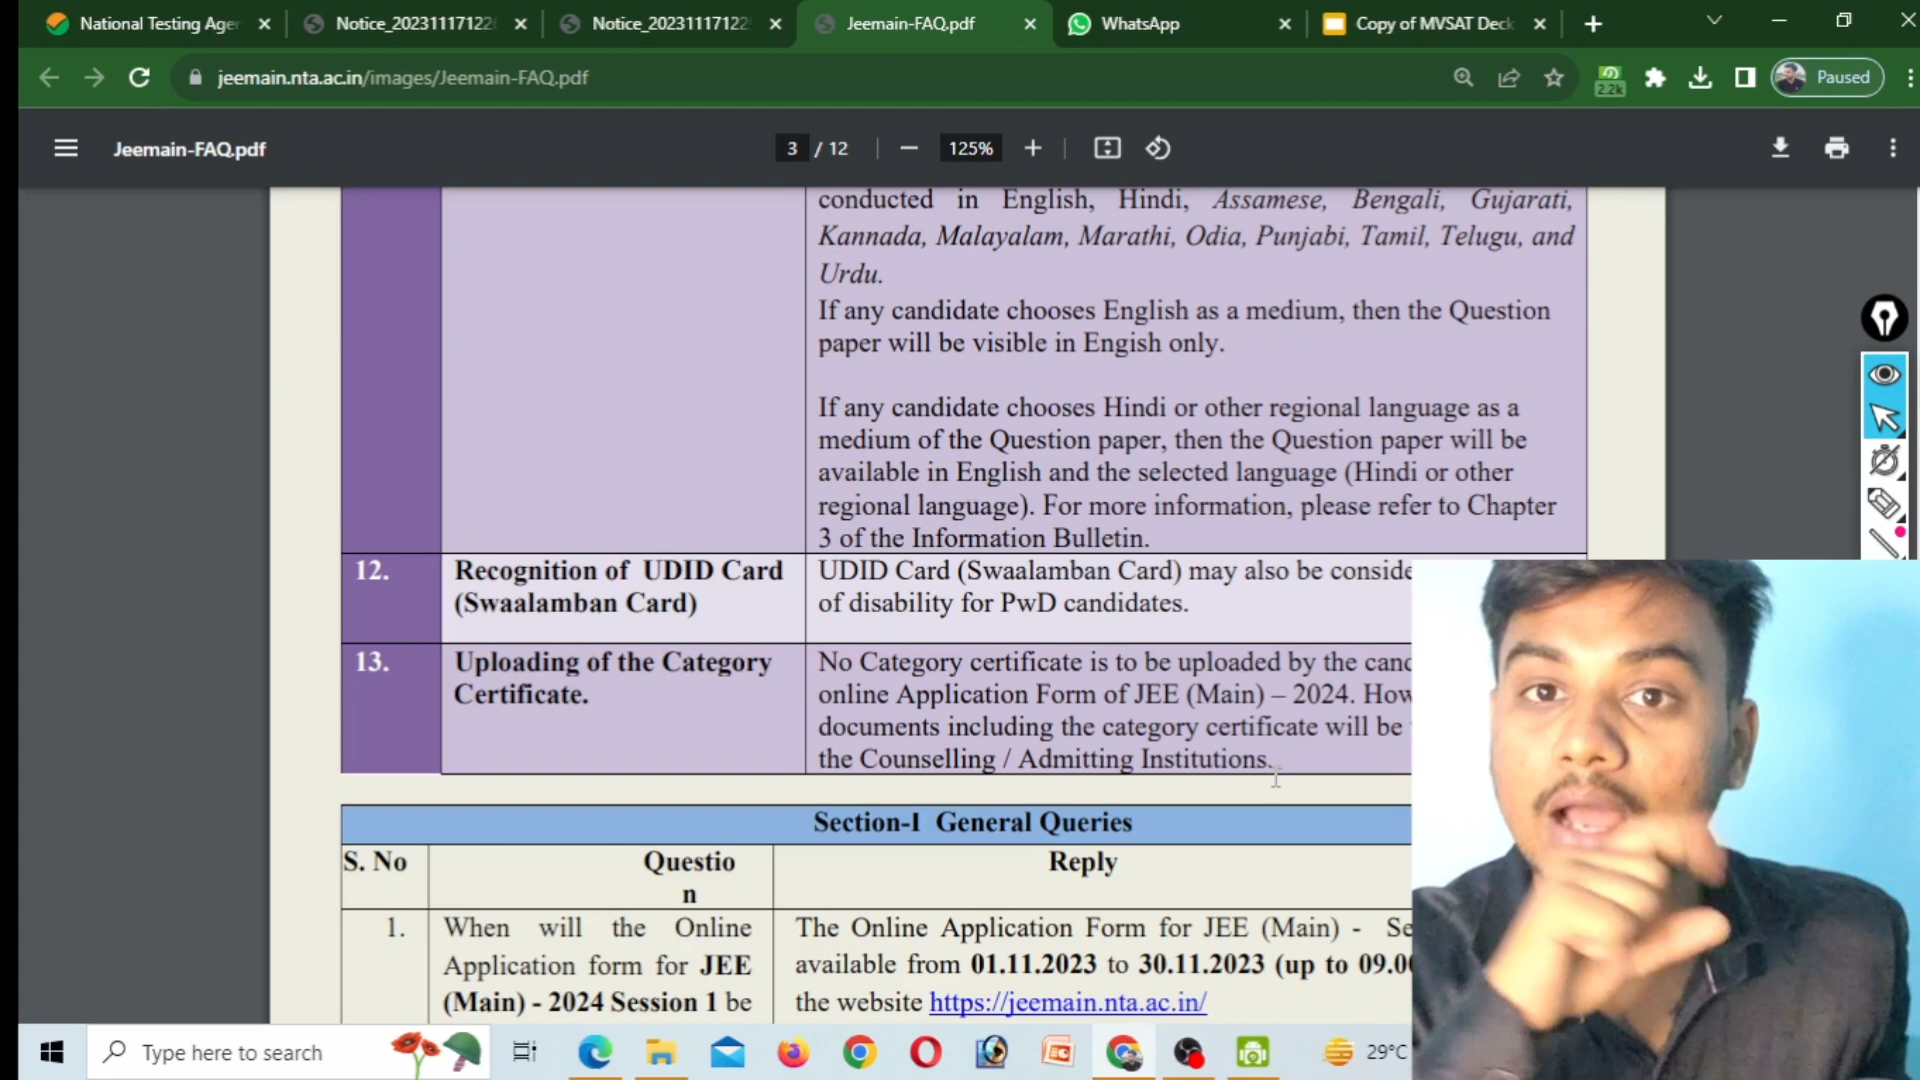 National Testing Age
Notice_20231117122
Notice_20231117122
Jeemain-FAQ.pdf
WhatsApp
Copy of MVSAT Deck
jeemain.nta.ac.in/images/Jeemain-FAQ.pdf
2.2k
Paused
Jeemain-FAQ.pdf
3 / 12
125%
conducted in English, Hindi, Assamese, Bengali, Gujarati,
Kannada, Malayalam, Marathi, Odia, Punjabi, Tamil, Telugu, and
Urdu.
If any candidate chooses English as a medium, then the Question
paper will be visible in Engish only.
If any candidate chooses Hindi or other regional language as a
medium of the Question paper, then the Question paper will be
available in English and the selected language (Hindi or other
regional language). For more information, please refer to Chapter
3 of the Information Bulletin.
12.
Recognition of UDID Card
(Swaalamban Card)
UDID Card (Swaalamban Card) may also be conside
of disability for PwD candidates.
13.
Uploading of the Category
Certificate.
No Category certificate is to be uploaded by the canc
online Application Form of JEE (Main) – 2024. How
documents including the category certificate will be
the Counselling / Admitting Institutions.
Section-I General Queries
S. No
Questio
n
Reply
1.
When will the Online
Application form for JEE
(Main) - 2024 Session 1 be
The Online Application Form for JEE (Main) - Se
available from 01.11.2023 to 30.11.2023 (up to 09.00
the website https://jeemain.nta.ac.in/
Type here to search
29°C